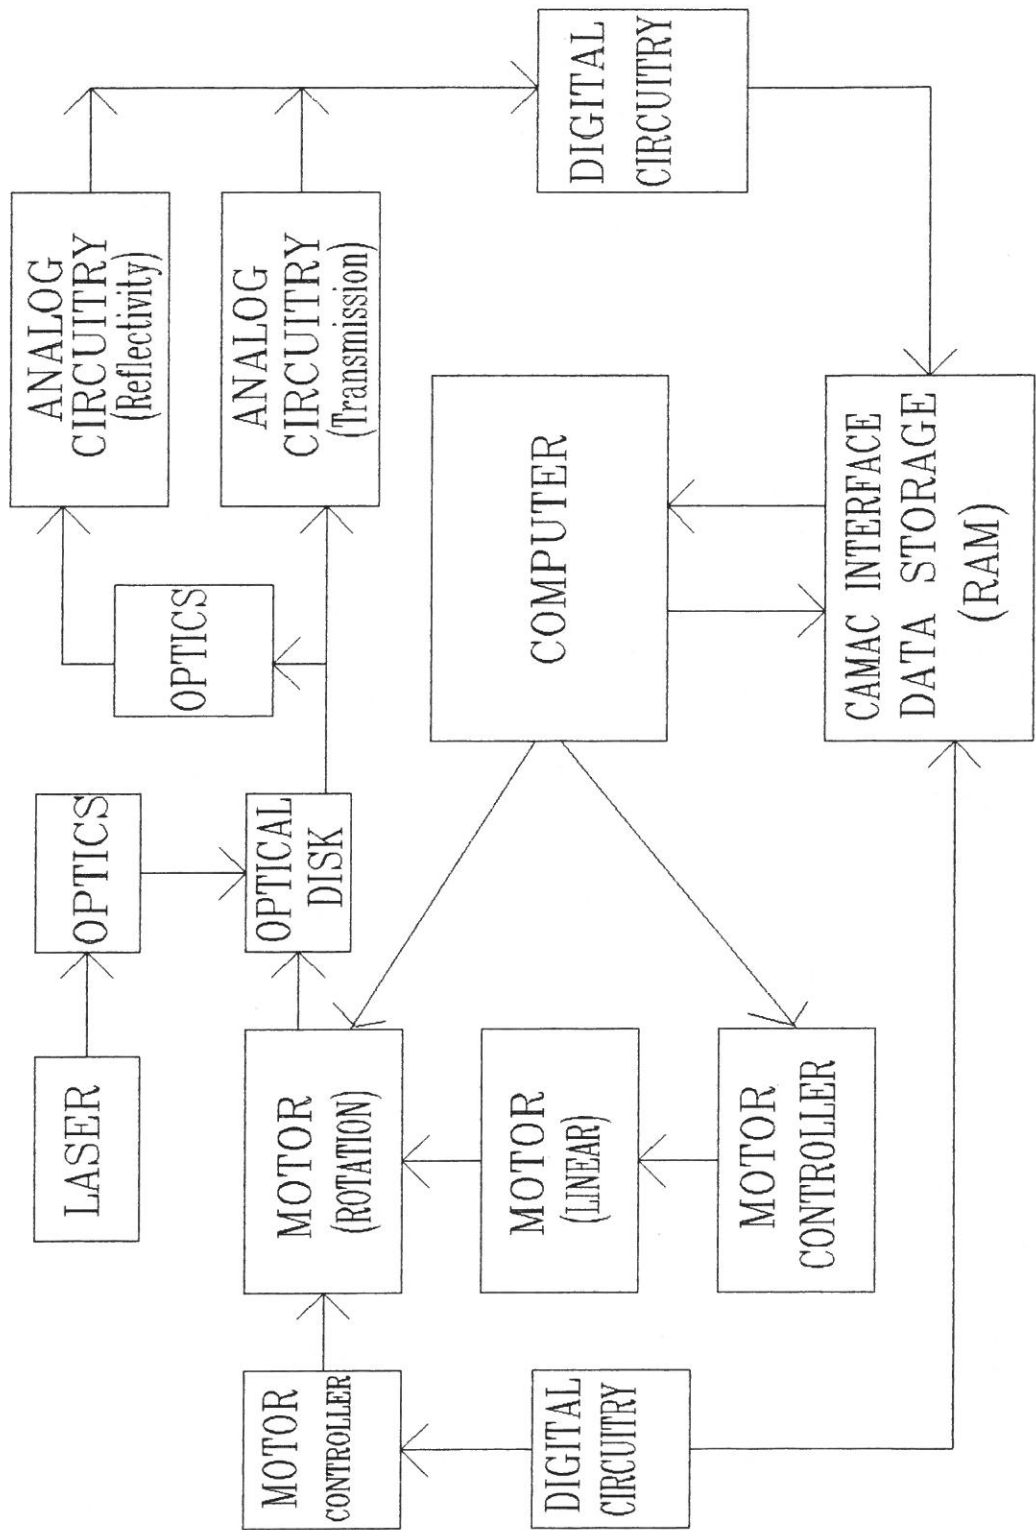 LASER
OPTICS
OPTICS
ANALOG
CIRCUITRY
(Reflectivity)
MOTOR
CONTROLLER
MOTOR
(ROTATION)
OPTICAL
DISK
ANALOG
CIRCUITRY
(Transmission)
DIGITAL
CIRCUITRY
MOTOR
(LINEAR)
COMPUTER
DIGITAL
CIRCUITRY
MOTOR
CONTROLLER
CAMAC INTERFACE
DATA STORAGE
(RAM)